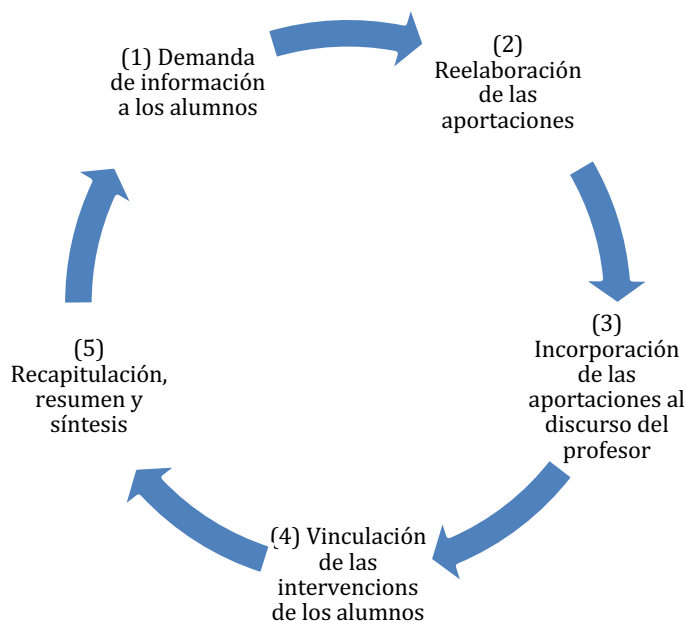 (1) Demanda
de información
a los alumnos
(2)
Reelaboración
de las
aportaciones
(3)
Incorporación
de las
aportaciones al
discurso del
profesor
(4) Vinculación
de las
intervencions
de los alumnos
(5)
Recapitulación,
resumen y
síntesis